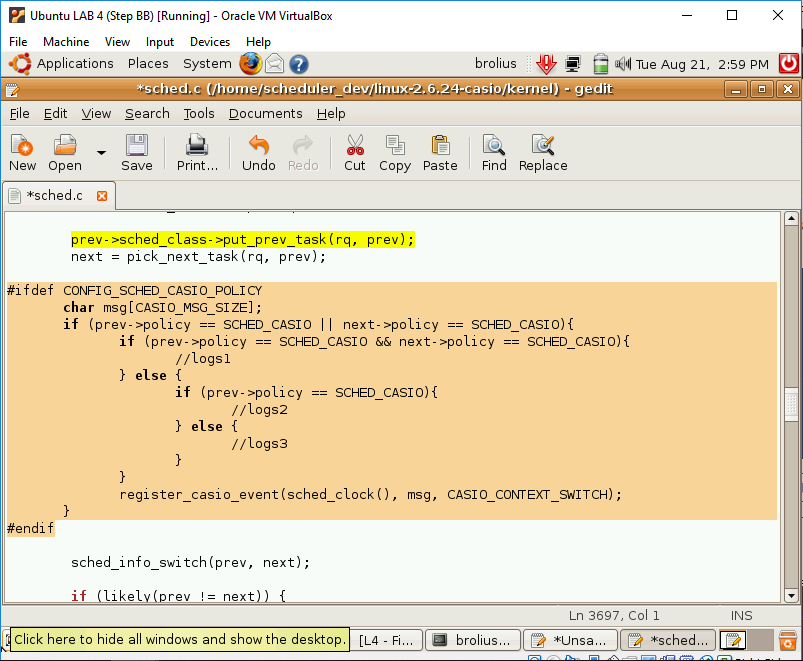 Ubuntu LAB 4 (Step BB) [Running] - Oracle VM VirtualBox
File Machine View Input Devices Help
Applications Places System brolius Tue Aug 21, 2:59 PM
*sched.c (/home/scheduler_dev/linux-2.6.24-casio/kernel) - gedit
File Edit View Search Tools Documents Help
New Open Save Print... Undo Redo Cut Copy Paste Find Replace
*sched.c
prev->sched_class->put_prev_task(rq, prev);
next = pick_next_task(rq, prev);
#ifdef CONFIG_SCHED_CASIO_POLICY
char msg[CASIO_MSG_SIZE];
if (prev->policy == SCHED_CASIO || next->policy == SCHED_CASIO){
if (prev->policy == SCHED_CASIO && next->policy == SCHED_CASIO){
//logs1
} else {
if (prev->policy == SCHED_CASIO){
//logs2
} else {
//logs3
}
}
register_casio_event(sched_clock(), msg, CASIO_CONTEXT_SWITCH);
}
#endif
sched_info_switch(prev, next);
if (likely(prev != next)) {
Ln 3697, Col 1 INS
Click here to hide all windows and show the desktop. [L4 - Fi... brolius... *Unsa... *sched...